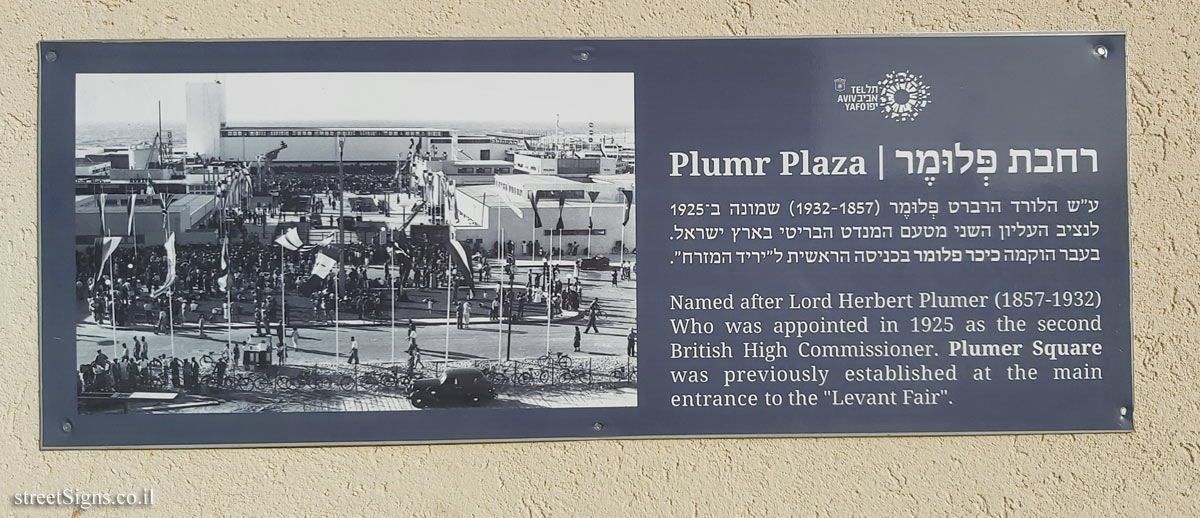 TEL תל
AVIV אביב
YAFO יפו
Plumr Plaza | רחבת פְּלוּמֶר
ע״ש הלורד הרברט פְּלוּמֶר (1932-1857) שמונה ב־1925
לנציב העליון השני מטעם המנדט הבריטי בארץ ישראל.
בעבר הוקמה כיכר פלומר בכניסה הראשית ל״יריד המזרח״.
Named after Lord Herbert Plumer (1857-1932)
Who was appointed in 1925 as the second
British High Commissioner. Plumer Square
was previously established at the main
entrance to the "Levant Fair".
streetSigns.co.il